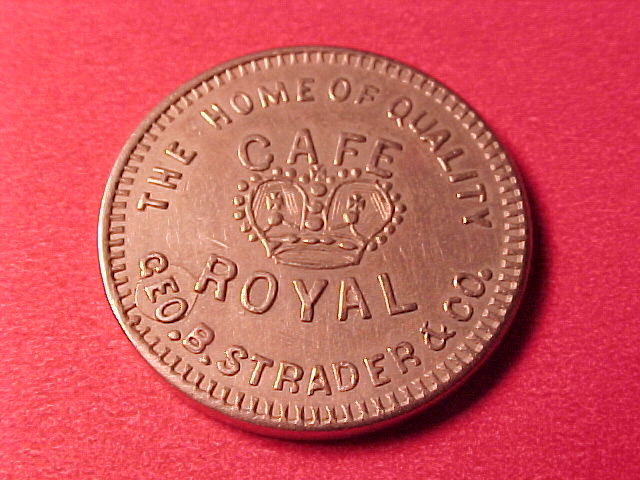 THE HOME OF QUALITY
CAFE
ROYAL
GEO. B. STRADER & CO.